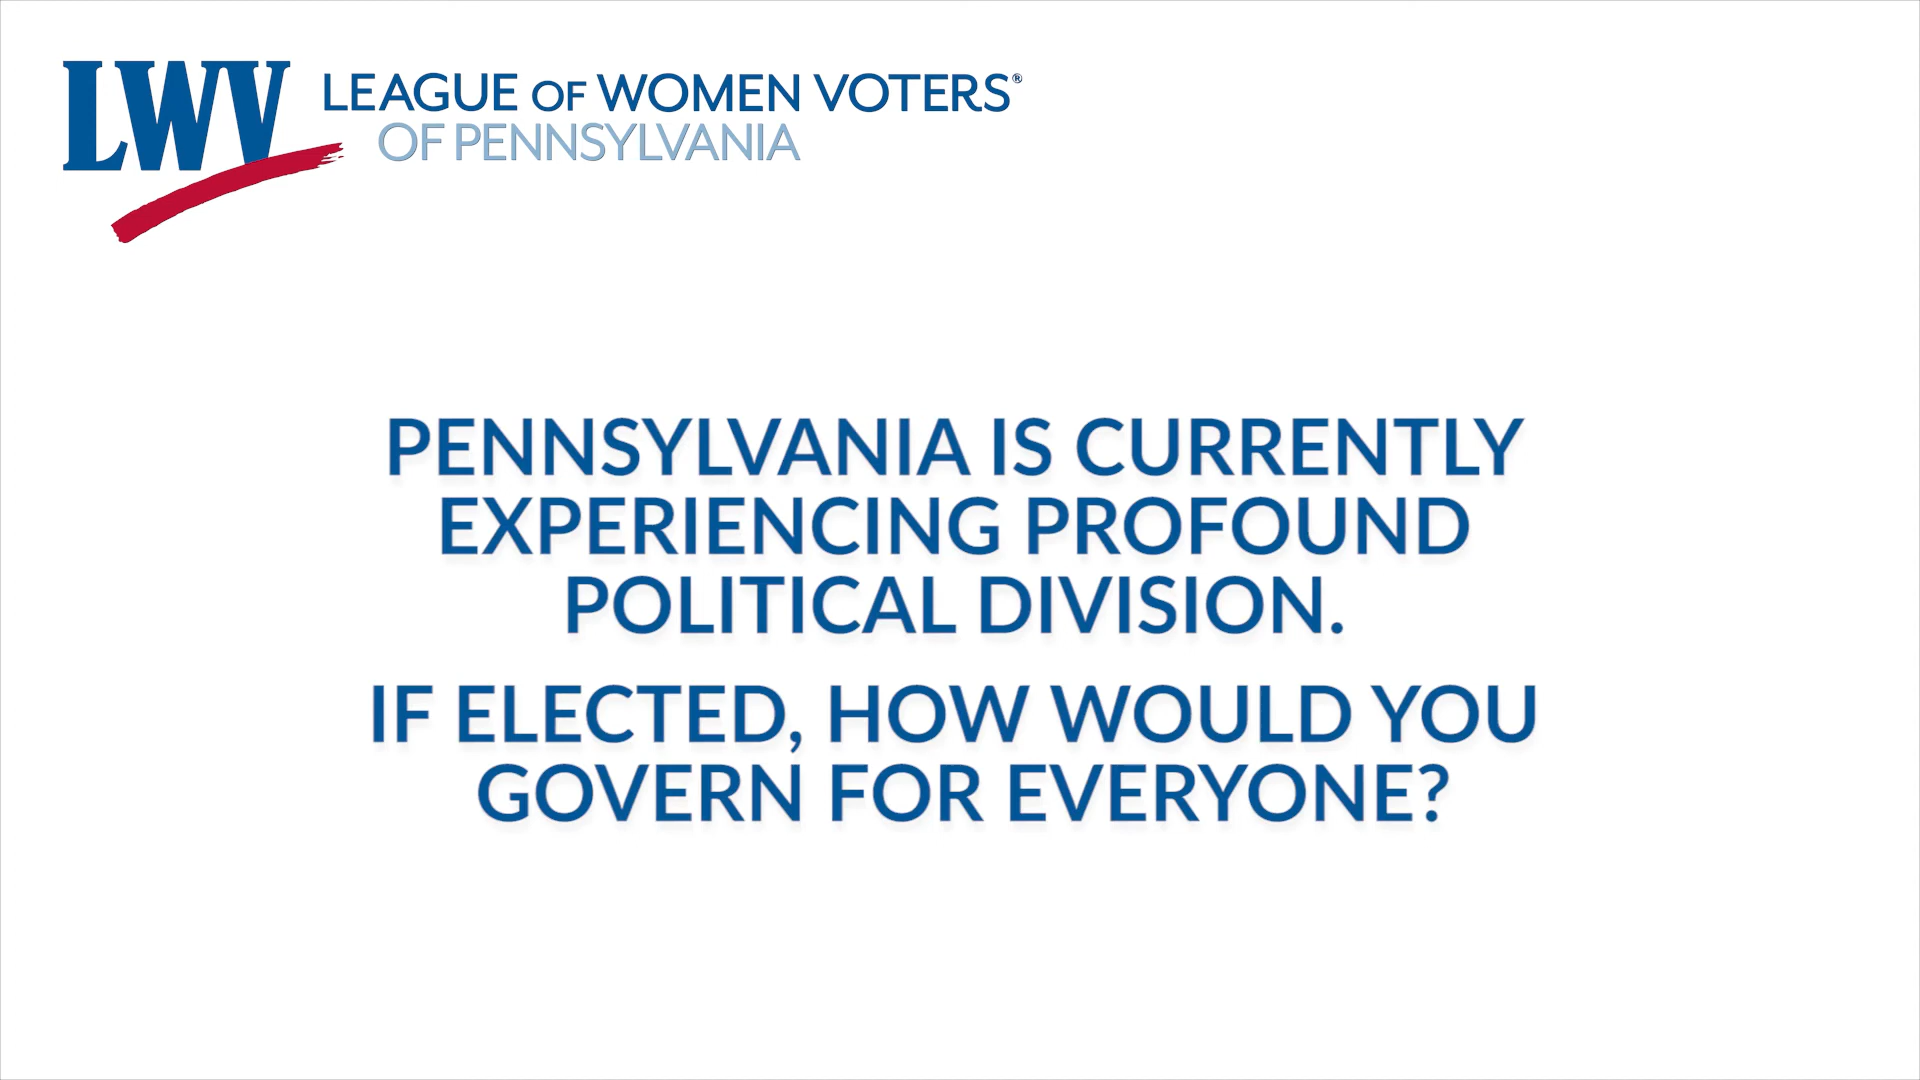 LWV LEAGUE OF WOMEN VOTERS®
OF PENNSYLVANIA
PENNSYLVANIA IS CURRENTLY
EXPERIENCING PROFOUND
POLITICAL DIVISION.
IF ELECTED, HOW WOULD YOU
GOVERN FOR EVERYONE?